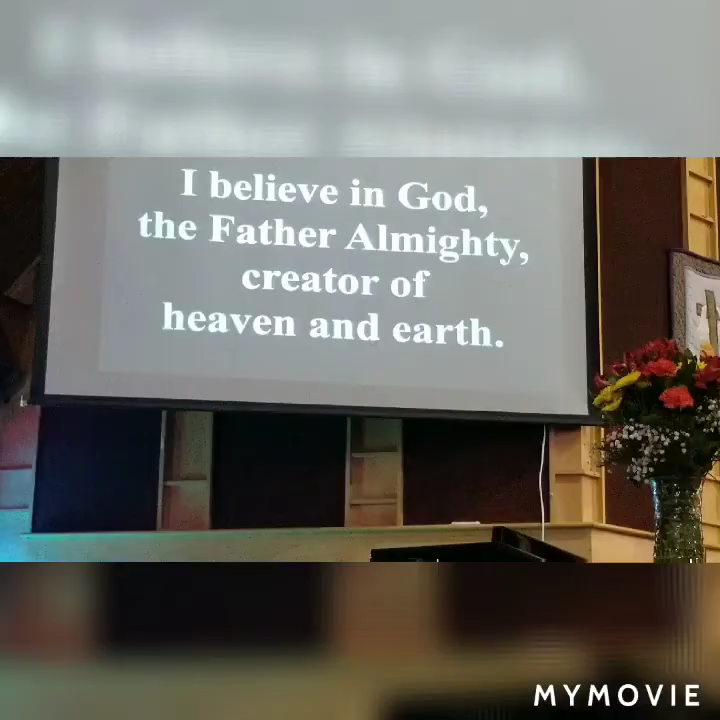 I believe in God,
the Father Almighty,
creator of
heaven and earth.
MYMOVIE